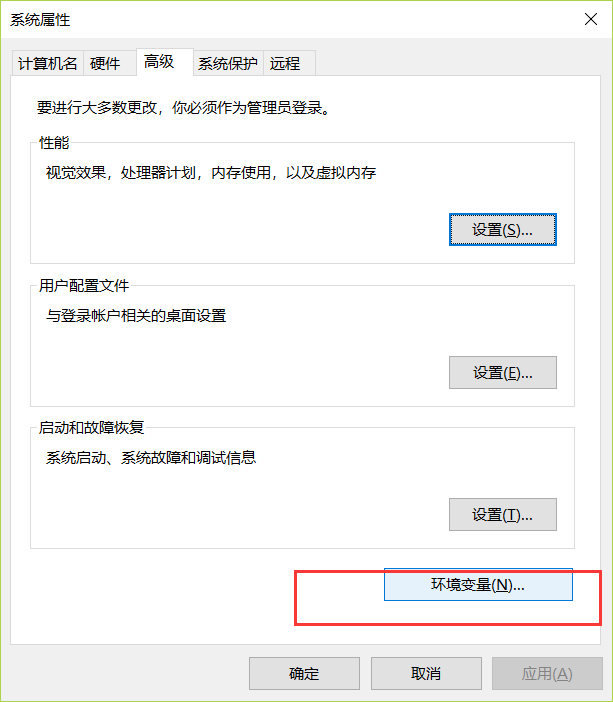 系统属性
计算机名 硬件 高级 系统保护 远程
要进行大多数更改，你必须作为管理员登录。
性能
视觉效果，处理器计划，内存使用，以及虚拟内存
设置(S)...
用户配置文件
与登录帐户相关的桌面设置
设置(E)...
启动和故障恢复
系统启动、系统故障和调试信息
设置(T)...
环境变量(N)...
确定 取消 应用(A)